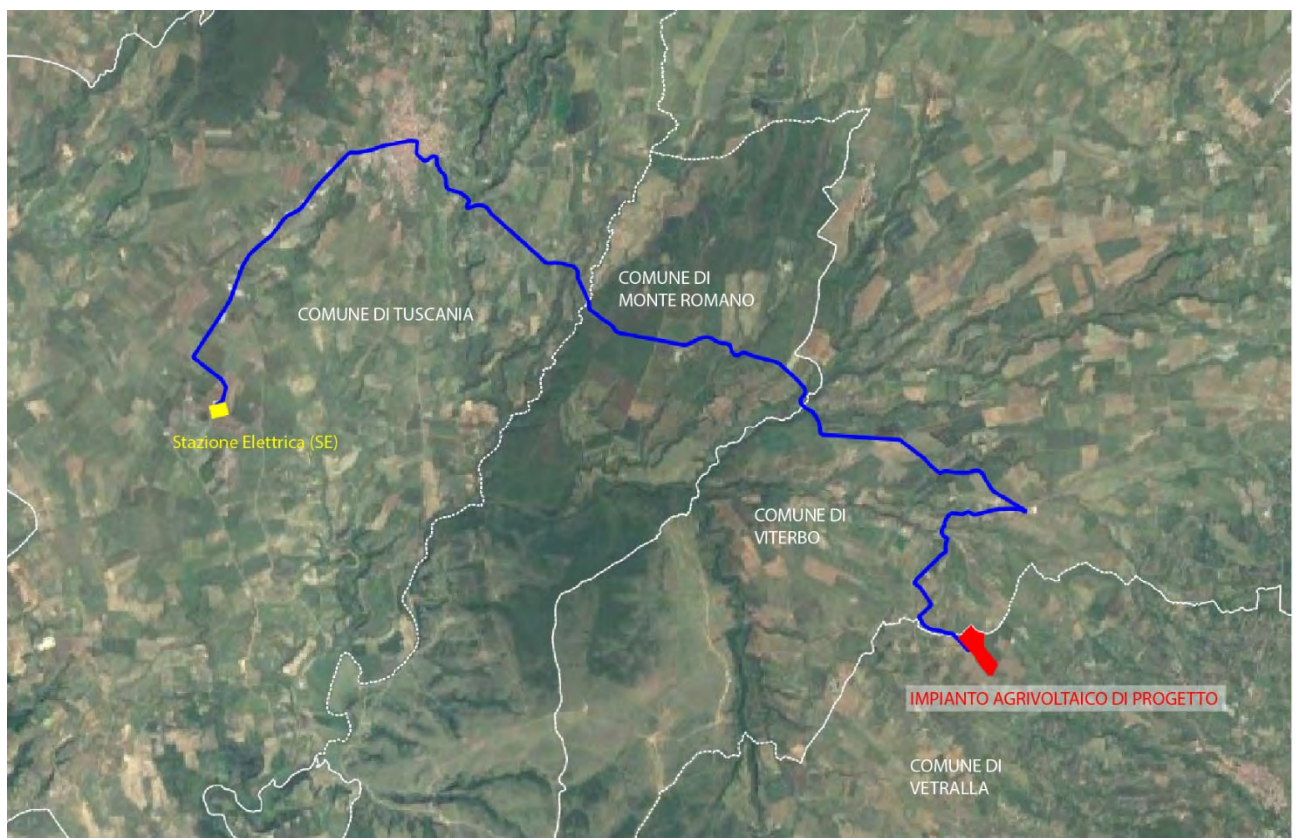 COMUNE DI
MONTE ROMANO
COMUNE DI TUSCANIA
Stazione Elettrica (SE)
COMUNE DI
VITERBO
IMPIANTO AGRIVOLTAICO DI PROGETTO
COMUNE DI
VETRALLA